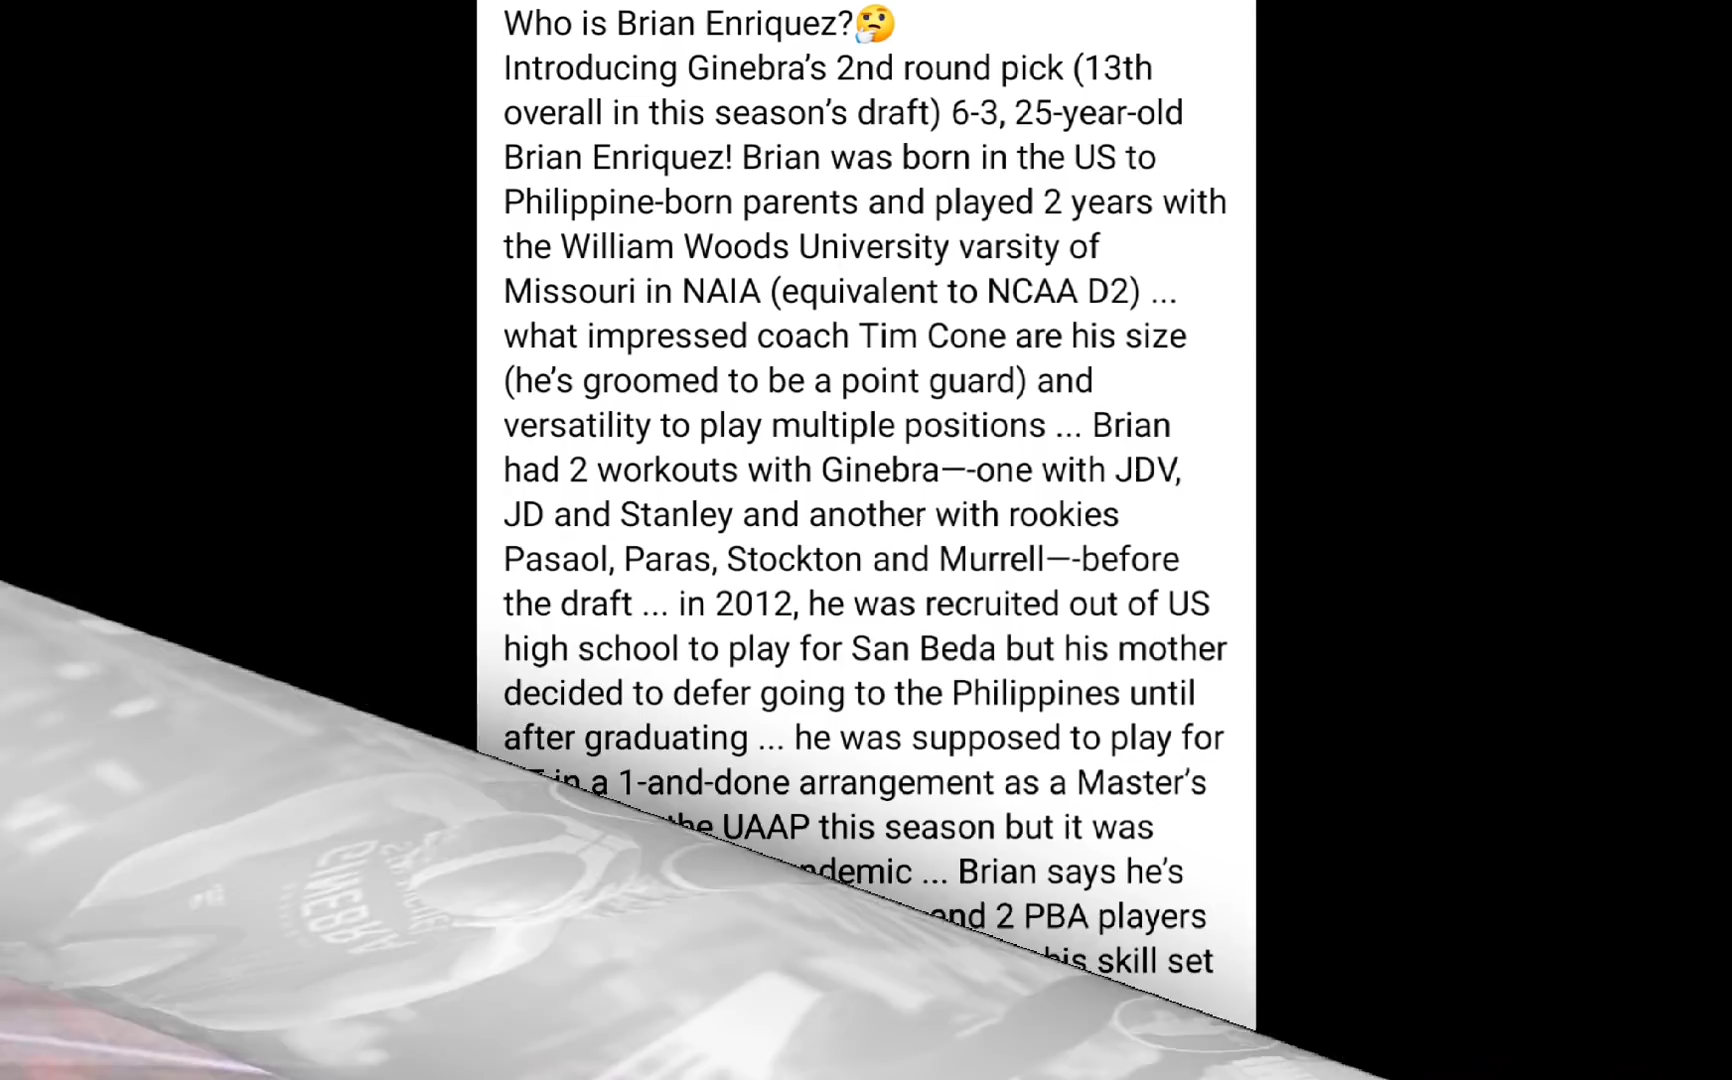 Who is Brian Enriquez?🤔
Introducing Ginebra’s 2nd round pick (13th
overall in this season’s draft) 6-3, 25-year-old
Brian Enriquez! Brian was born in the US to
Philippine-born parents and played 2 years with
the William Woods University varsity of
Missouri in NAIA (equivalent to NCAA D2) ...
what impressed coach Tim Cone are his size
(he’s groomed to be a point guard) and
versatility to play multiple positions ... Brian
had 2 workouts with Ginebra—-one with JDV,
JD and Stanley and another with rookies
Pasaol, Paras, Stockton and Murrell—-before
the draft ... in 2012, he was recruited out of US
high school to play for San Beda but his mother
decided to defer going to the Philippines until
after graduating ... he was supposed to play for
in a 1-and-done arrangement as a Master’s
the UAAP this season but it was
... Brian says he’s
and 2 PBA players
his skill set
GINEBRA